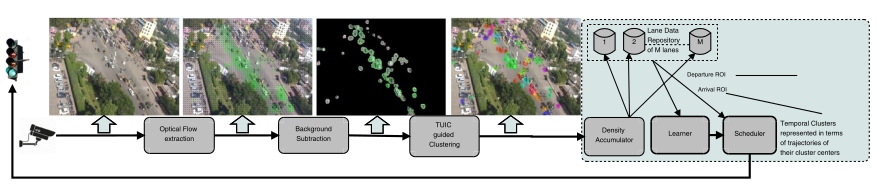 1
2
M
Lane Data
Repository
of M lanes
Departure ROI
Arrival ROI
Optical Flow
extraction
Background
Subtraction
TUIC
guided
Clustering
Density
Accumulator
Learner
Scheduler
Temporal Clusters
represented in terms
of trajectories of
their cluster centers